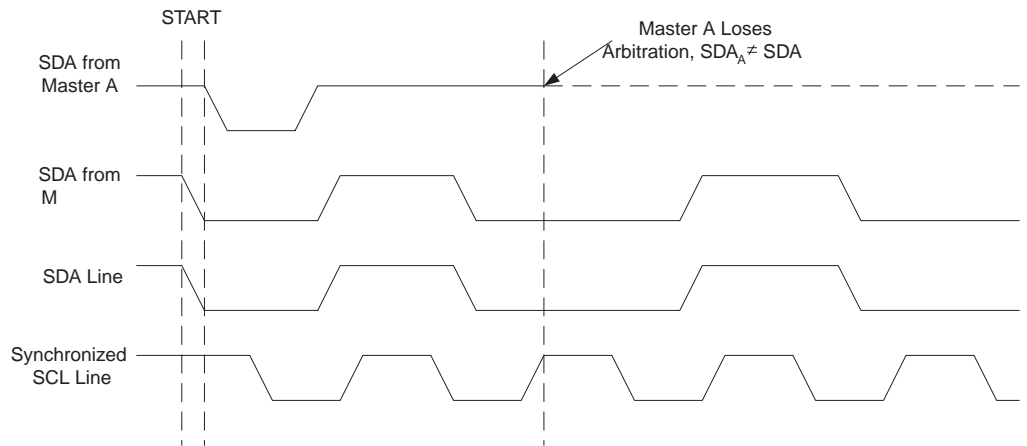 START
Master A Loses
Arbitration, SDA_A ≠ SDA
SDA from
Master A
SDA from
M
SDA Line
Synchronized
SCL Line